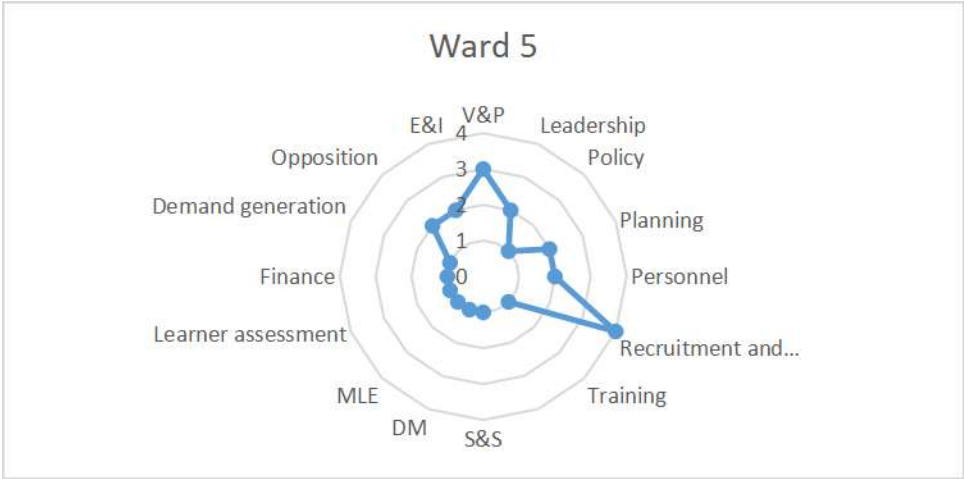 Ward 5
V&P
Leadership
Policy
Planning
Personnel
Recruitment and...
Training
S&S
DM
MLE
Learner assessment
Finance
Demand generation
Opposition
E&I
4
3
2
1
0